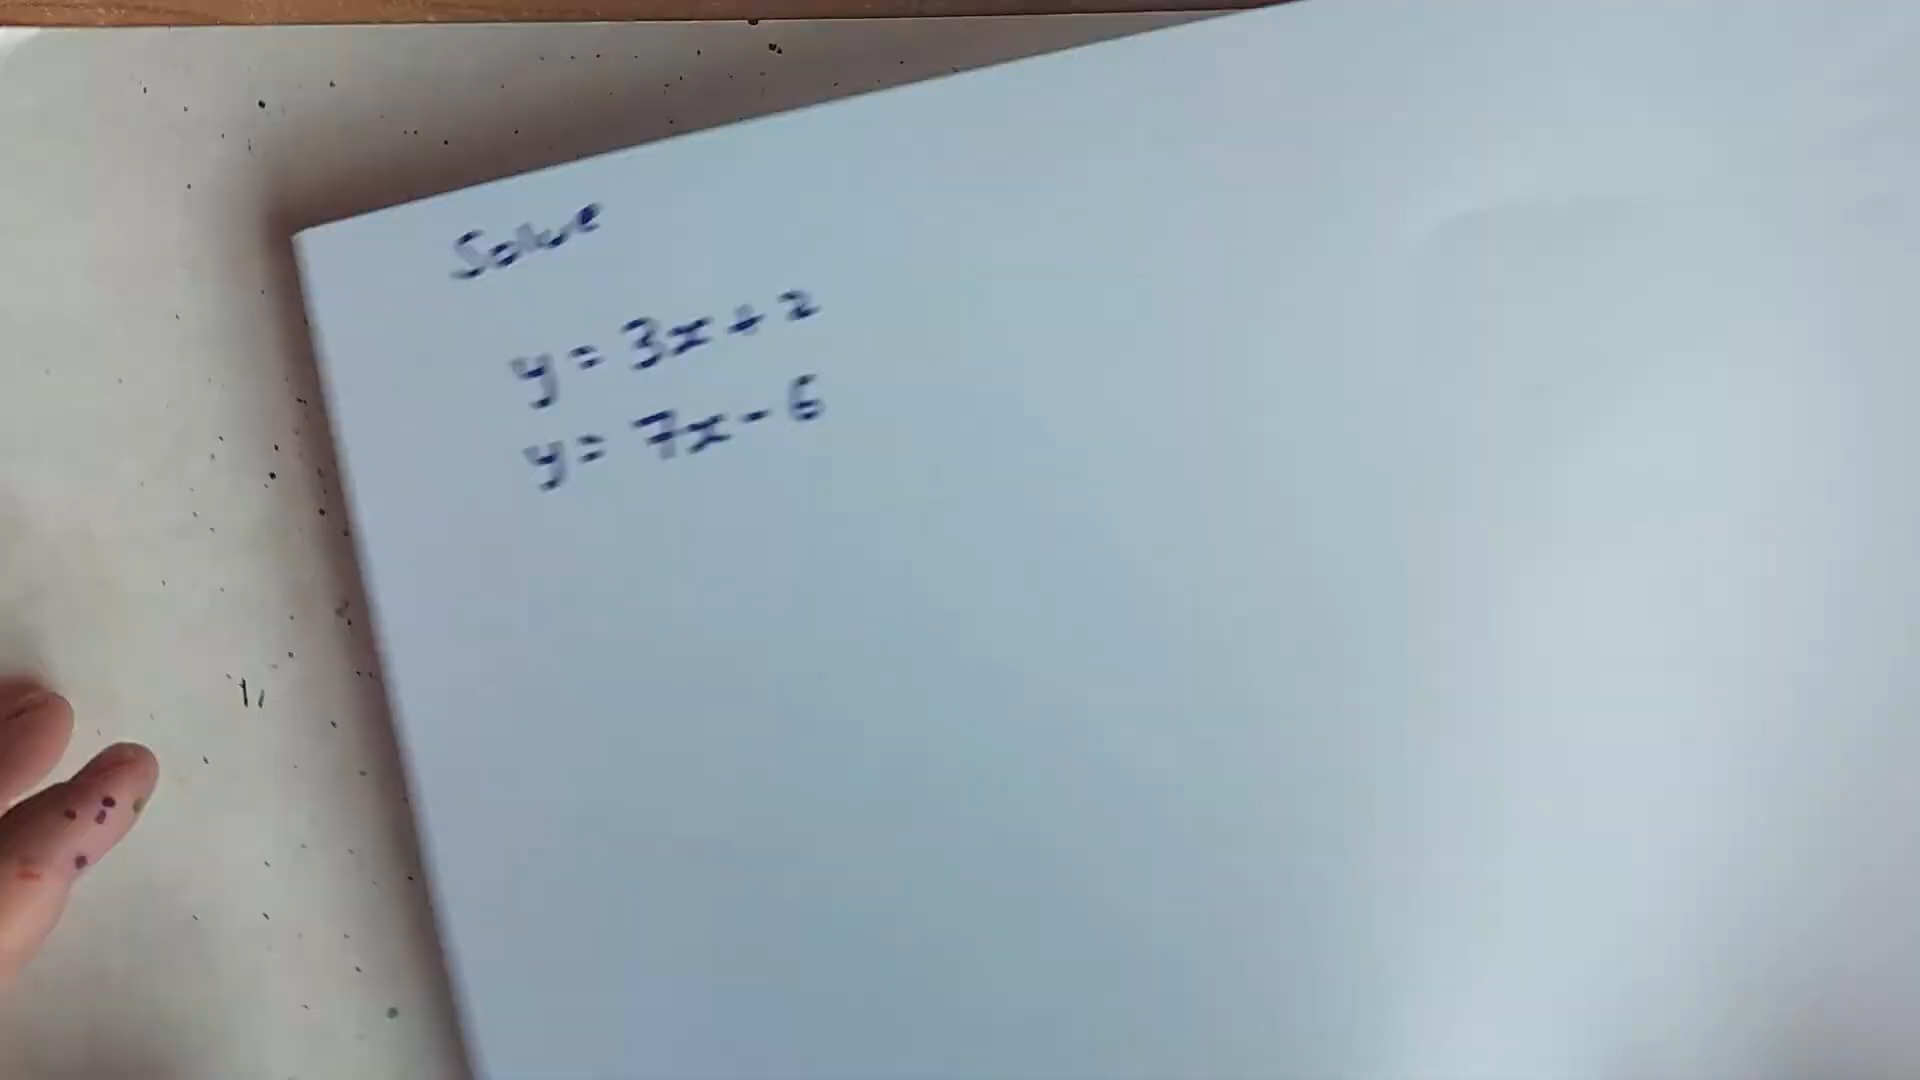 Solve
y = 3x + 2
y = 7x - 6